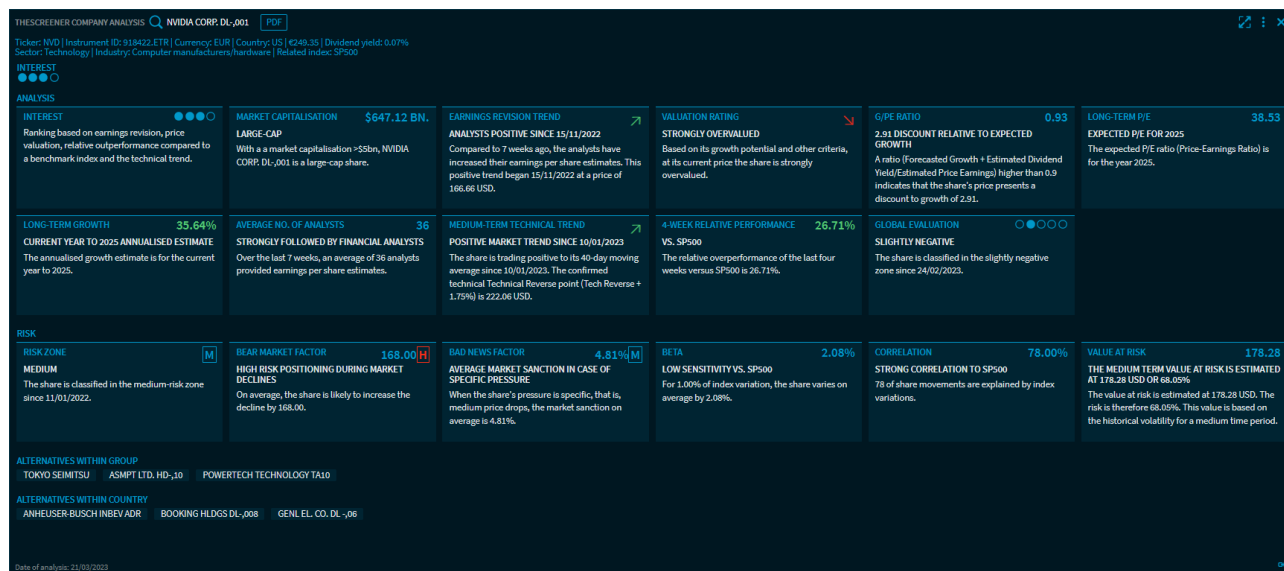 THESCREENER COMPANY ANALYSIS NVIDIA CORP. DL-,001 PDF
Ticker: NVD | Instrument ID: 918422.ETR | Currency: EUR | Country: US | €249.35 | Dividend yield: 0.07%
Sector: Technology | Industry: Computer manufacturers/hardware | Related index: SP500
INTEREST
ANALYSIS
INTEREST
Ranking based on earnings revision, price
valuation, relative outperformance compared to
a benchmark index and the technical trend.
MARKET CAPITALISATION $647.12 BN.
LARGE-CAP
With a a market capitalisation >$5bn, NVIDIA
CORP. DL-,001 is a large-cap share.
EARNINGS REVISION TREND
ANALYSTS POSITIVE SINCE 15/11/2022
Compared to 7 weeks ago, the analysts have
increased their earnings per share estimates. This
positive trend began 15/11/2022 at a price of
166.66 USD.
VALUATION RATING
STRONGLY OVERVALUED
Based on its growth potential and other criteria,
at its current price the share is strongly
overvalued.
G/PE RATIO 0.93
2.91 DISCOUNT RELATIVE TO EXPECTED
GROWTH
A ratio (Forecasted Growth + Estimated Dividend
Yield/Estimated Price Earnings) higher than 0.9
indicates that the share's price presents a
discount to growth of 2.91.
LONG-TERM P/E 38.53
EXPECTED P/E FOR 2025
The expected P/E ratio (Price-Earnings Ratio) is
for the year 2025.
LONG-TERM GROWTH 35.64%
CURRENT YEAR TO 2025 ANNUALISED ESTIMATE
The annualised growth estimate is for the current
year to 2025.
AVERAGE NO. OF ANALYSTS 36
STRONGLY FOLLOWED BY FINANCIAL ANALYSTS
Over the last 7 weeks, an average of 36 analysts
provided earnings per share estimates.
MEDIUM-TERM TECHNICAL TREND
POSITIVE MARKET TREND SINCE 10/01/2023
The share is trading positive to its 40-day moving
average since 10/01/2023. The confirmed
technical Technical Reverse point (Tech Reverse +
1.75%) is 222.06 USD.
4-WEEK RELATIVE PERFORMANCE 26.71%
VS. SP500
The relative overperformance of the last four
weeks versus SP500 is 26.71%.
GLOBAL EVALUATION
SLIGHTLY NEGATIVE
The share is classified in the slightly negative
zone since 24/02/2023.
RISK
RISK ZONE M
MEDIUM
The share is classified in the medium-risk zone
since 11/01/2022.
BEAR MARKET FACTOR 168.00 H
HIGH RISK POSITIONING DURING MARKET
DECLINES
On average, the share is likely to increase the
decline by 168.00.
BAD NEWS FACTOR 4.81% M
AVERAGE MARKET SANCTION IN CASE OF
SPECIFIC PRESSURE
When the share's pressure is specific, that is,
medium price drops, the market sanction on
average is 4.81%.
BETA 2.08%
LOW SENSITIVITY VS. SP500
For 1.00% of index variation, the share varies on
average by 2.08%.
CORRELATION 78.00%
STRONG CORRELATION TO SP500
78 of share movements are explained by index
variations.
VALUE AT RISK 178.28
THE MEDIUM TERM VALUE AT RISK IS ESTIMATED
AT 178.28 USD OR 68.05%
The value at risk is estimated at 178.28 USD. The
risk is therefore 68.05%. This value is based on
the historical volatility for a medium time period.
ALTERNATIVES WITHIN GROUP
TOKYO SEIMITSU ASMPT LTD. HD-,10 POWERTECH TECHNOLOGY TA10
ALTERNATIVES WITHIN COUNTRY
ANHEUSER-BUSCH INBEV ADR BOOKING HLDGS DL-,008 GENL EL. CO. DL -,06
Date of analysis: 21/03/2023